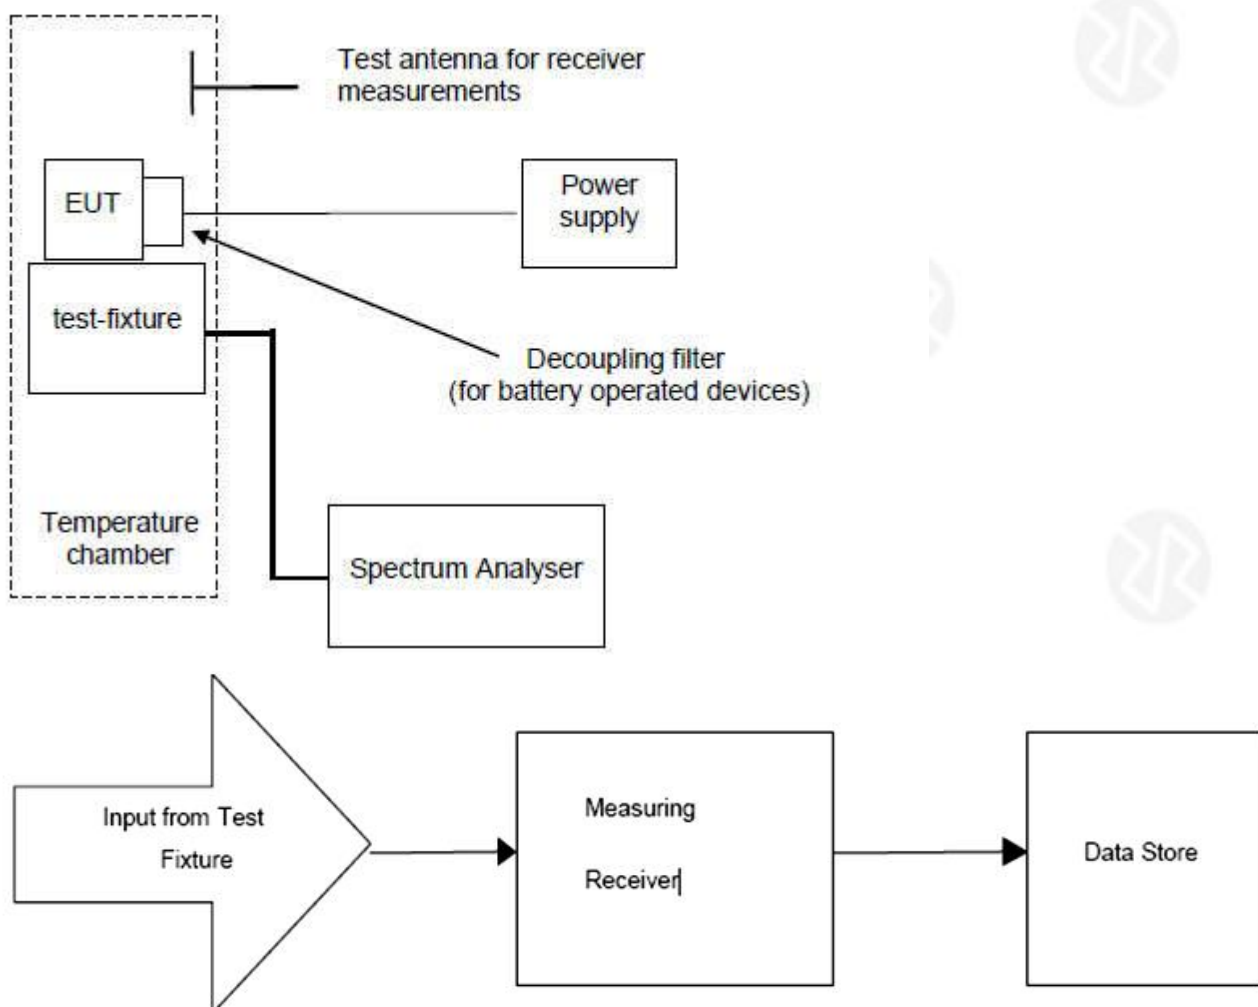 Test antenna for receiver
measurements
EUT
Power
supply
test-fixture
Decoupling filter
(for battery operated devices)
Temperature
chamber
Spectrum Analyser
Input from Test
Fixture
Measuring
Receiver
Data Store